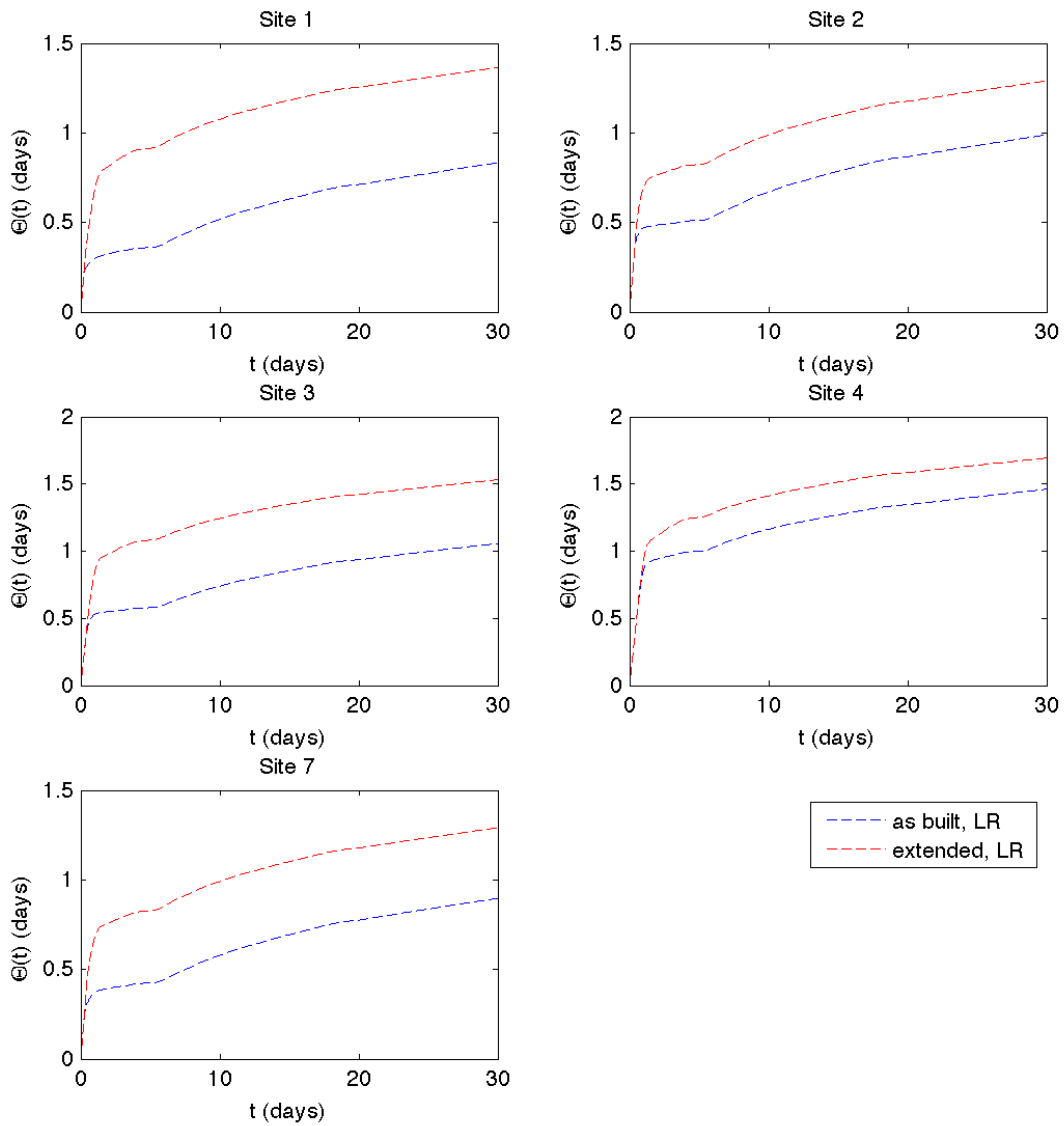 Site 1
1.5
1
0.5
0
Θ(t) (days)
0 10 20 30
t (days)
Site 2
1.5
1
0.5
0
Θ(t) (days)
0 10 20 30
t (days)
Site 3
2
1.5
1
0.5
0
Θ(t) (days)
0 10 20 30
t (days)
Site 4
2
1.5
1
0.5
0
Θ(t) (days)
0 10 20 30
t (days)
Site 7
1.5
1
0.5
0
Θ(t) (days)
0 10 20 30
t (days)
as built, LR
extended, LR